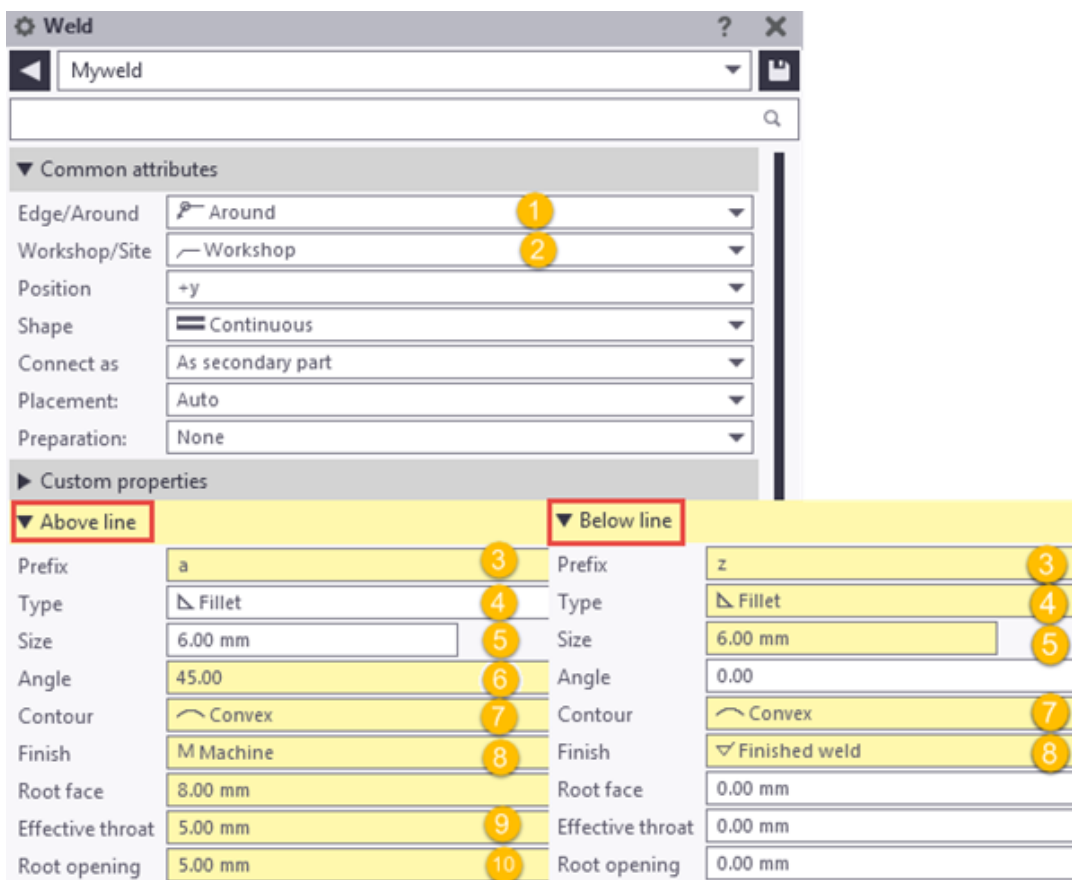 Weld ?
Myweld
Common attributes
Edge/Around Around 1
Workshop/Site Workshop 2
Position +y
Shape Continuous
Connect as As secondary part
Placement: Auto
Preparation: None
Custom properties
Above line
Prefix a 3
Type Fillet 4
Size 6.00 mm 5
Angle 45.00 6
Contour Convex 7
Finish M Machine 8
Root face 8.00 mm
Effective throat 5.00 mm 9
Root opening 5.00 mm 10
Below line
Prefix z 3
Type Fillet 4
Size 6.00 mm 5
Angle 0.00
Contour Convex 7
Finish Finished weld 8
Root face 0.00 mm
Effective throat 0.00 mm
Root opening 0.00 mm